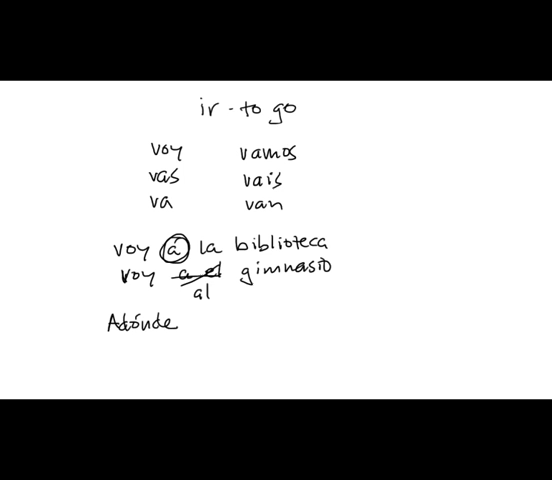 ir - to go
voy vamos
vas vais
va van
voy á la biblioteca
voy a el gimnasio
al
Adónde